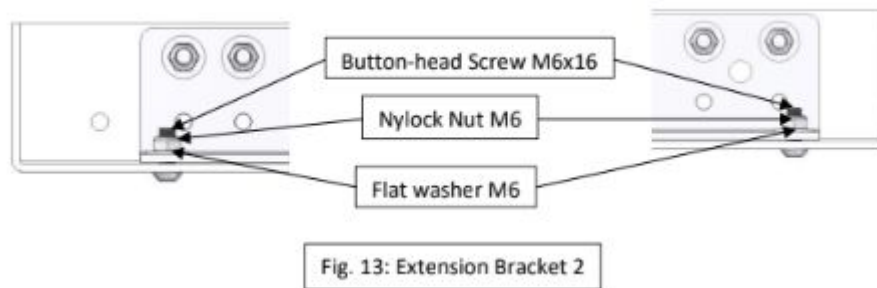 Button-head Screw M6x16
Nylock Nut M6
Flat washer M6
Fig. 13: Extension Bracket 2